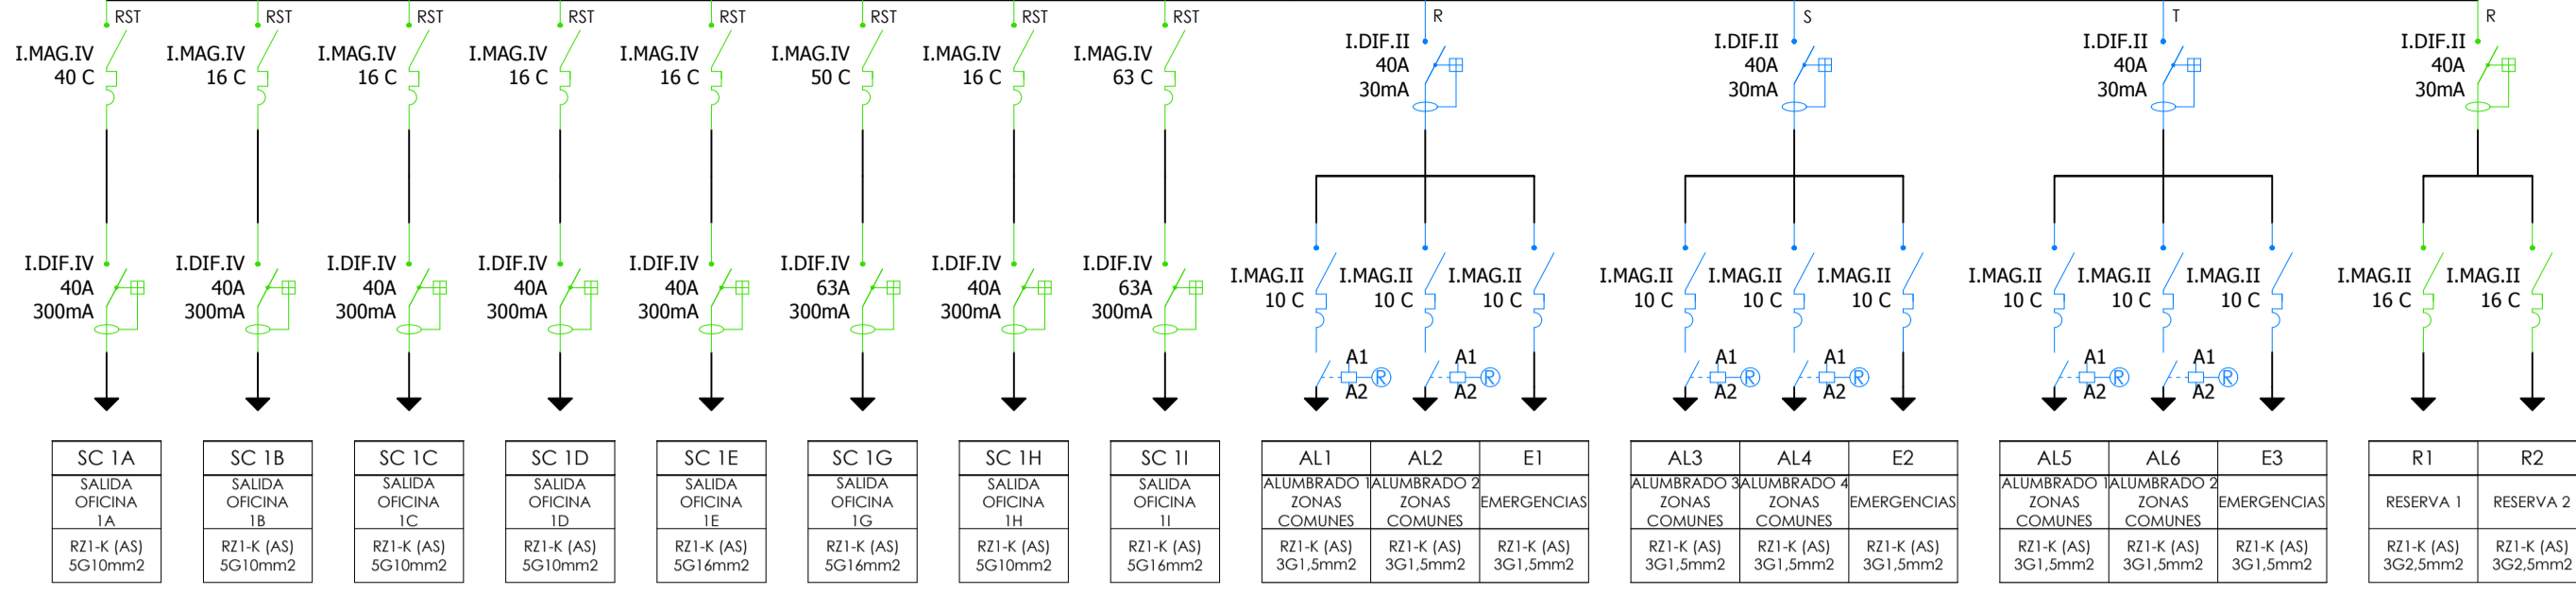 RST RST RST RST RST RST RST RST R S T R
I.MAG.IV I.MAG.IV I.MAG.IV I.MAG.IV I.MAG.IV I.MAG.IV I.MAG.IV I.MAG.IV
40 C 16 C 16 C 16 C 16 C 50 C 16 C 63 C
I.DIF.II I.DIF.II I.DIF.II I.DIF.II
40A 40A 40A 40A
30mA 30mA 30mA 30mA
I.DIF.IV I.DIF.IV I.DIF.IV I.DIF.IV I.DIF.IV I.DIF.IV I.DIF.IV I.DIF.IV
40A 40A 40A 40A 40A 63A 40A 63A
300mA 300mA 300mA 300mA 300mA 300mA 300mA 300mA
I.MAG.II I.MAG.II I.MAG.II I.MAG.II I.MAG.II I.MAG.II I.MAG.II I.MAG.II I.MAG.II I.MAG.II I.MAG.II
10 C 10 C 10 C 10 C 10 C 10 C 10 C 10 C 10 C 16 C 16 C
A1 A1 A1 A1 A1 A1
R R R R R R
A2 A2 A2 A2 A2 A2
SC 1A SC 1B SC 1C SC 1D SC 1E SC 1G SC 1H SC 1I AL1 AL2 E1 AL3 AL4 E2 AL5 AL6 E3 R1 R2
SALIDA SALIDA SALIDA SALIDA SALIDA SALIDA SALIDA SALIDA ALUMBRADO 1 ALUMBRADO 2 ALUMBRADO 3 ALUMBRADO 4 ALUMBRADO 1 ALUMBRADO 2
OFICINA OFICINA OFICINA OFICINA OFICINA OFICINA OFICINA OFICINA ZONAS ZONAS EMERGENCIAS ZONAS ZONAS EMERGENCIAS ZONAS ZONAS EMERGENCIAS RESERVA 1 RESERVA 2
1A 1B 1C 1D 1E 1G 1H 1I COMUNES COMUNES COMUNES COMUNES COMUNES COMUNES
RZ1-K (AS) RZ1-K (AS) RZ1-K (AS) RZ1-K (AS) RZ1-K (AS) RZ1-K (AS) RZ1-K (AS) RZ1-K (AS) RZ1-K (AS) RZ1-K (AS) RZ1-K (AS) RZ1-K (AS) RZ1-K (AS) RZ1-K (AS) RZ1-K (AS) RZ1-K (AS) RZ1-K (AS) RZ1-K (AS) RZ1-K (AS)
5G10mm2 5G10mm2 5G10mm2 5G10mm2 5G16mm2 5G16mm2 5G10mm2 5G16mm2 3G1,5mm2 3G1,5mm2 3G1,5mm2 3G1,5mm2 3G1,5mm2 3G1,5mm2 3G1,5mm2 3G1,5mm2 3G1,5mm2 3G2,5mm2 3G2,5mm2